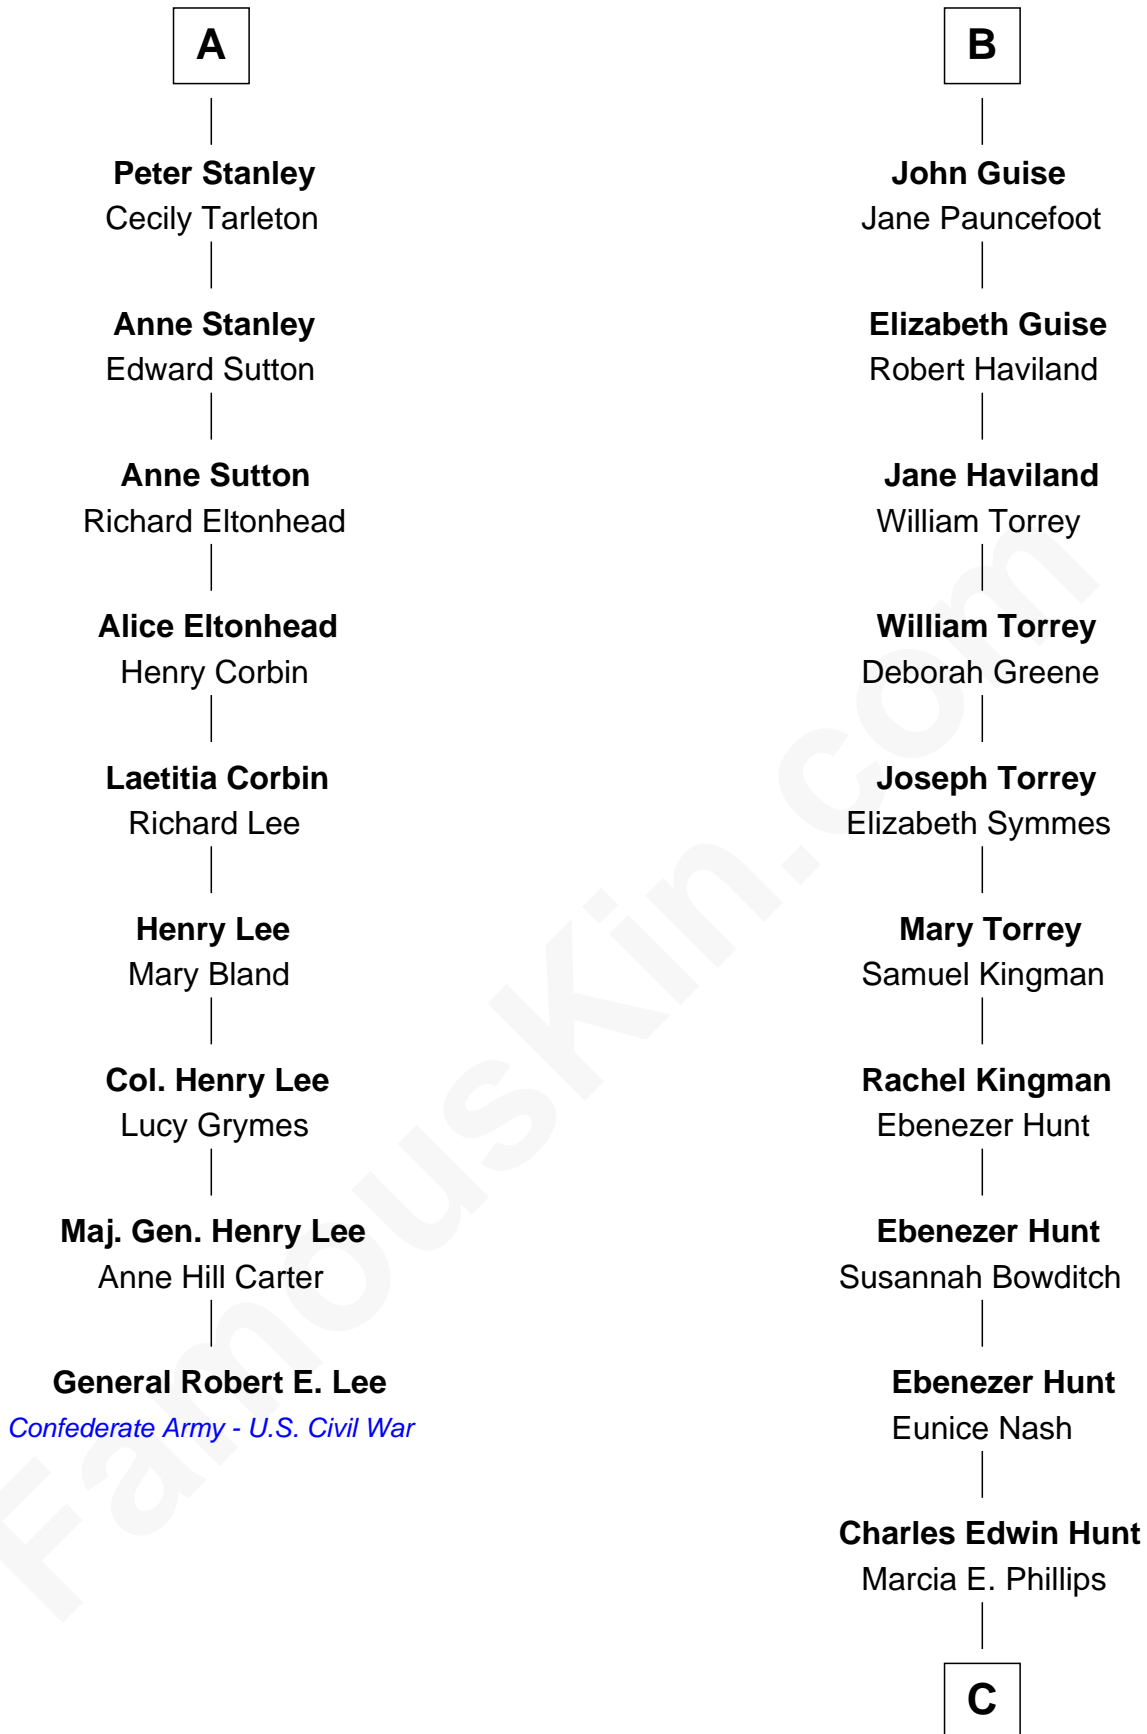 A
Peter Stanley
Cecily Tarleton
Anne Stanley
Edward Sutton
Anne Sutton
Richard Eltonhead
Alice Eltonhead
Henry Corbin
Laetitia Corbin
Richard Lee
Henry Lee
Mary Bland
Col. Henry Lee
Lucy Grymes
Maj. Gen. Henry Lee
Anne Hill Carter
General Robert E. Lee
Confederate Army - U.S. Civil War
B
John Guise
Jane Pauncefoot
Elizabeth Guise
Robert Haviland
Jane Haviland
William Torrey
William Torrey
Deborah Greene
Joseph Torrey
Elizabeth Symmes
Mary Torrey
Samuel Kingman
Rachel Kingman
Ebenezer Hunt
Ebenezer Hunt
Susannah Bowditch
Ebenezer Hunt
Eunice Nash
Charles Edwin Hunt
Marcia E. Phillips
C
FamousKin.com